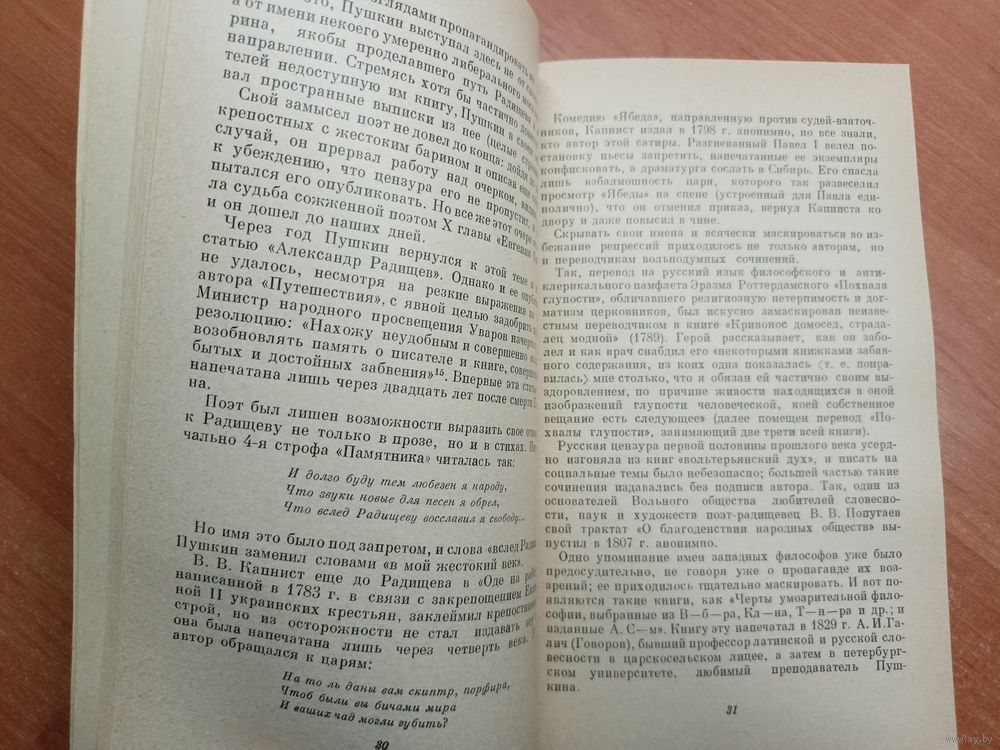 зглядами пропагандировать их
это, Пушкин выступал здесь не от
а от имени некоего умеренно либерального
рина, якобы проделавшего путь Радищева в
направлении. Стремясь хотя бы частично
телей недоступную им книгу, Пушкин в своем
вал пространные выписки из нее (целые
Свой замысел поэт не довел до конца: дойдя до
крепостных с жестоким барином и описав еще
случай, он прервал работу над очерком,
к убеждению, что цензура его не пропустит, и
пытался его опубликовать. Но все же этот очерк
ла судьба сожженной поэтом X главы «Евгения
и он дошел до наших дней.
Через год Пушкин вернулся к этой теме в
статью «Александр Радищев». Однако и ее
не удалось, несмотря на резкие выражения по
автора «Путешествия», с явной целью задобрить
Министр народного просвещения Уваров
резолюцию: «Нахожу неудобным и совершенно
возобновлять память о писателе и книге,
бытых и достойных забвения»¹⁵. Впервые эта
напечатана лишь через двадцать лет после смерти
на.
Поэт был лишен возможности выразить свое
к Радищеву не только в прозе, но и в стихах.
чально 4-я строфа «Памятника» читалась так:
И долго буду тем любезен я народу,
Что звуки новые для песен я обрел,
Что вслед Радищеву восславил я свободу...
Но имя это было под запретом, и слова «вслед
Пушкин заменил словами «в мой жестокий век».
В. В. Капнист еще до Радищева в «Оде на
написанной в 1783 г. в связи с закрепощением
ной II украинских крестьян, заклеймил
строй, но из осторожности не стал издавать
она была напечатана лишь через четверть века.
автор обращался к царям:
На то ль даны вам скиптр, порфира,
Чтоб были вы бичами мира
И ваших чад могли губить?
30
Комедию «Ябеда», направленную против судей-взяточ-
ников, Капнист издал в 1798 г. анонимно, но все знали,
кто автор этой сатиры. Разгневанный Павел I велел по-
становку пьесы запретить, напечатанные ее экземпляры
конфисковать, а драматурга сослать в Сибирь. Его спасла
лишь взбалмошность царя, которого так развеселил
просмотр «Ябеды» на сцене (устроенный для Павла еди-
нолично), что он отменил приказ, вернул Капниста ко
двору и даже повысил в чине.
Скрывать свои имена и всячески маскироваться во из-
бежание репрессий приходилось не только авторам, но
и переводчикам вольнодумных сочинений.
Так, перевод на русский язык философского и анти-
клерикального памфлета Эразма Роттердамского «Похвала
глупости», обличавшего религиозную нетерпимость и дог-
матизм церковников, был искусно замаскирован неизвест-
ным переводчиком в книге «Кривонос домосед, страда-
лец модной» (1789). Герой рассказывает, как он забо-
лел и как врач снабдил его «некоторыми книжками забав-
ного содержания, из коих одна показалась (т. е. понра-
вилась) мне столько, что я обязан ей частично своим вы-
здоровлением, по причине живости находящихся в оной
изображений глупости человеческой, коей собственное
вещание есть следующее» (далее помещен перевод «По-
хвалы глупости», занимающий две трети всей книги).
Русская цензура первой половины прошлого века усерд-
но изгоняла из книг «вольтерьянский дух», и писать на
социальные темы было небезопасно; большей частью такие
сочинения издавались без подписи автора. Так, один из
основателей Вольного общества любителей словесно-
сти, наук и художеств поэт-радищевец В. В. Попугаев
свой трактат «О благоденствии народных обществ» вы-
пустил в 1807 г. анонимно.
Одно упоминание имен западных философов уже было
предосудительно, не говоря уже о пропаганде их воз-
зрений; ее приходилось тщательно маскировать. И вот по-
являются такие книги, как «Черты умозрительной фило-
софии, выбранные из В—б—ра, Кл—на, Т—н—ра и др.; и
изданные А. С—м». Книгу эту напечатал в 1829 г. А. И. Га-
лич (Говоров), бывший профессор латинской и русской сло-
весности в царскосельском лицее, а затем в петербург-
ском университете, любимый преподаватель Пуш-
кина.
31
www.lay.by